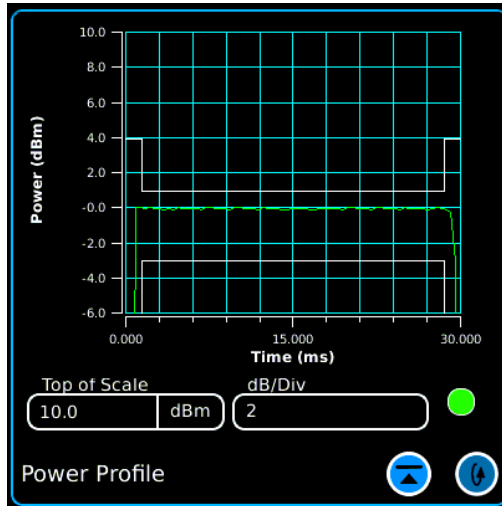 10.0
8.0
6.0
4.0
2.0
-0.0
-2.0
-4.0
-6.0
Power (dBm)
0.000 15.000 30.000
Time (ms)
Top of Scale dB/Div
10.0 dBm 2
Power Profile